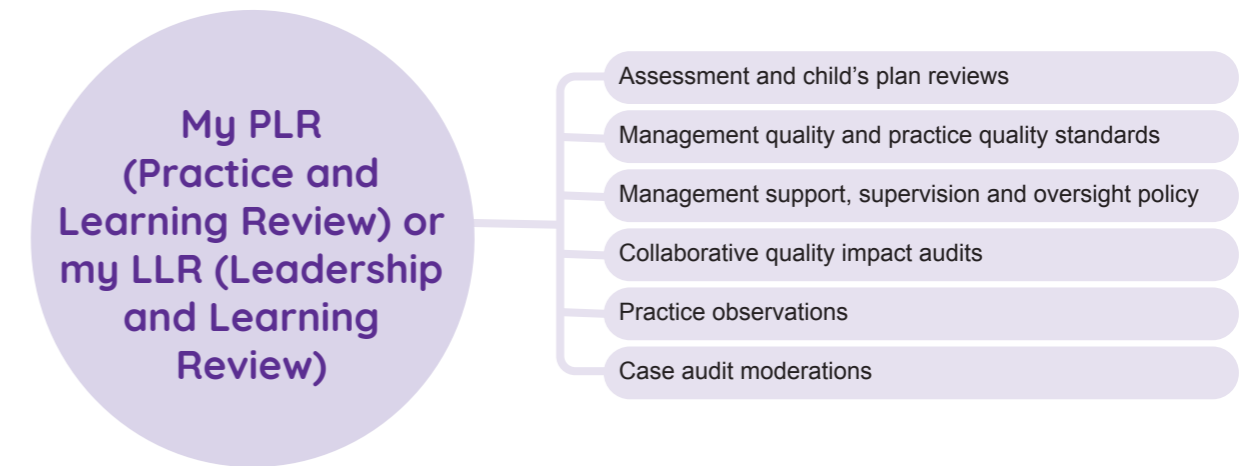 My PLR
(Practice and
Learning Review) or
my LLR (Leadership
and Learning
Review)
Assessment and child’s plan reviews
Management quality and practice quality standards
Management support, supervision and oversight policy
Collaborative quality impact audits
Practice observations
Case audit moderations